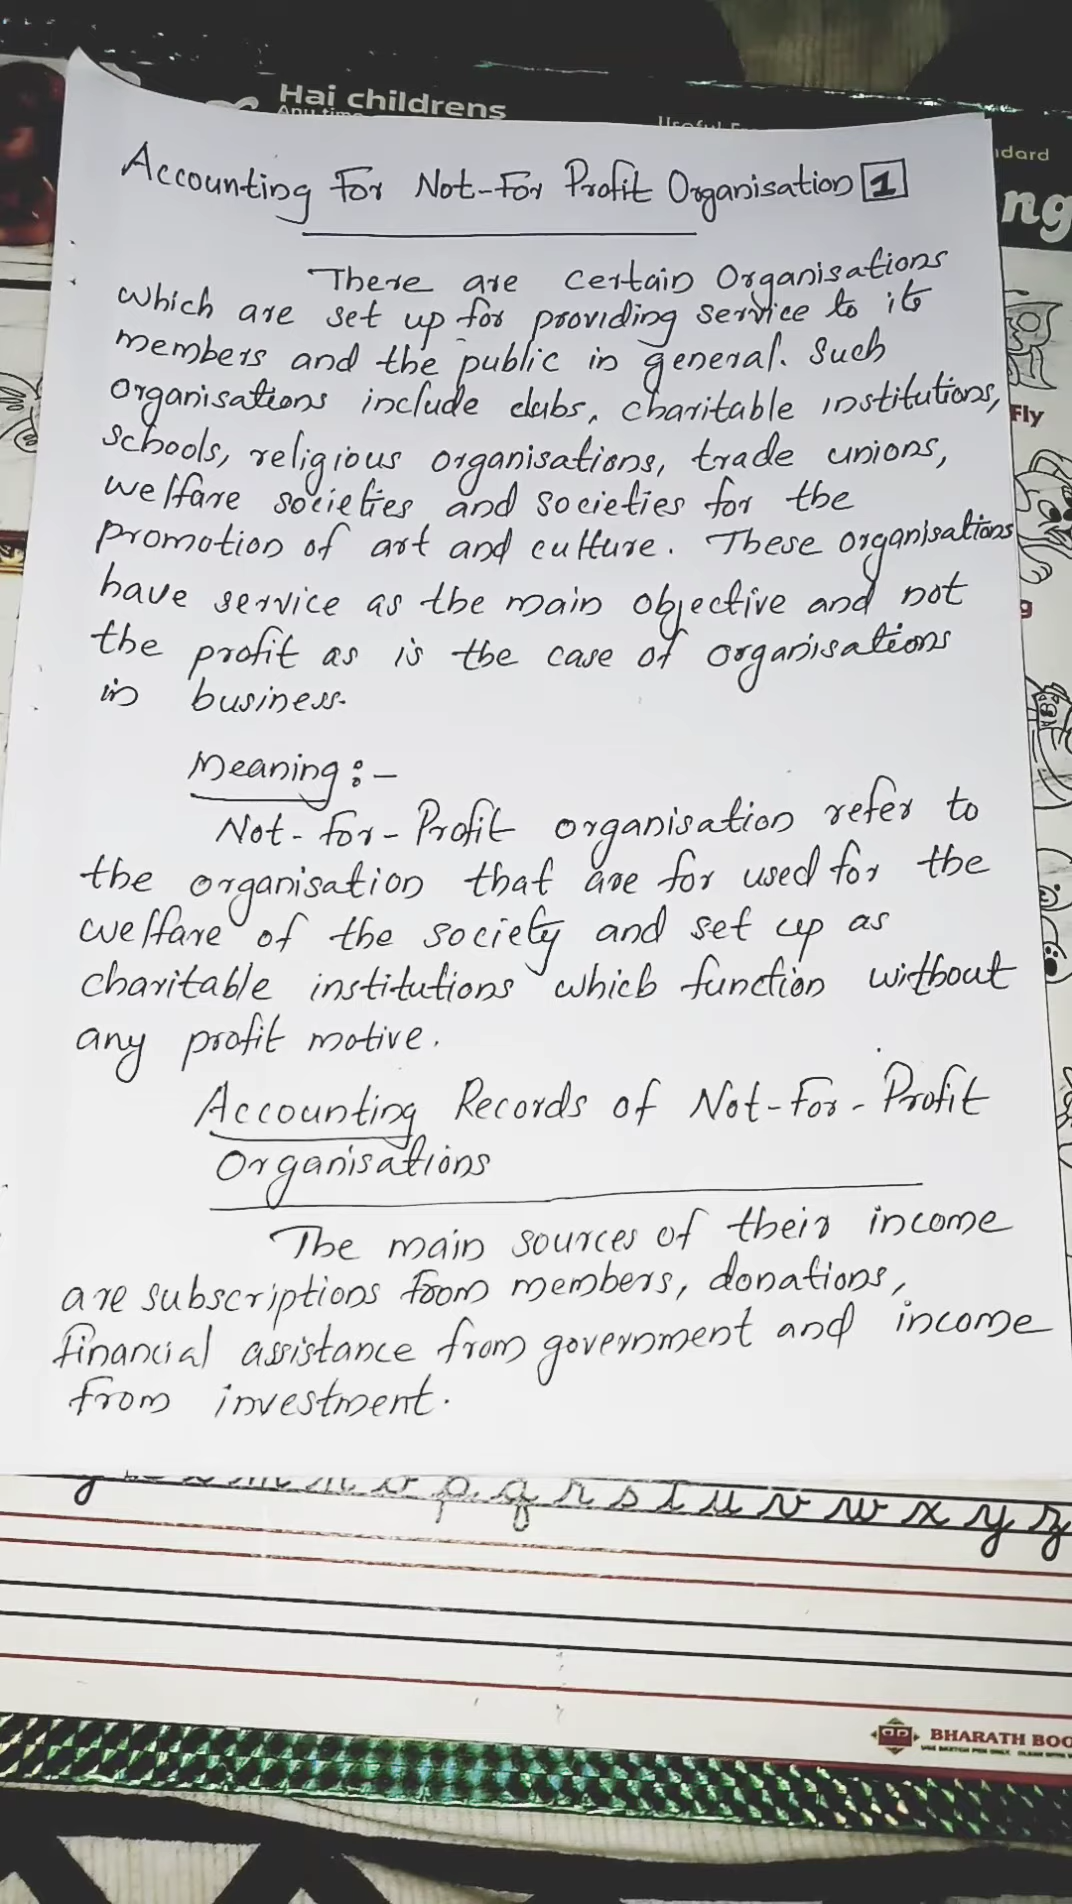 Hai childrens
Any time
Useful
ndard
ng
Accounting For Not-For Profit Organisation 1
There are certain Organisations
which are set up for providing service to its
members and the public in general. Such
organisations include clubs, charitable institutions,
schools, religious organisations, trade unions,
welfare societies and societies for the
promotion of art and culture. These organisations
have service as the main objective and not
the profit as is the case of organisations
in business.
Meaning :-
Not-for-Profit organisation refer to
the organisation that are for used for the
welfare of the society and set up as
charitable institutions which function without
any profit motive.
Accounting Records of Not-For-Profit
Organisations
The main sources of their income
are subscriptions from members, donations,
financial assistance from government and income
from investment.
Fly
g
m n o p q r s t u v w x y z
BHARATH BOO